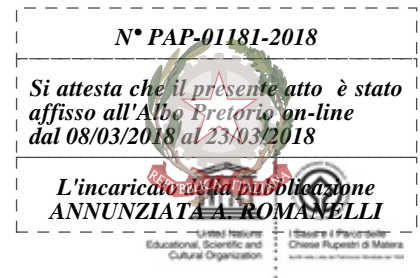 N° PAP-01181-2018
Si attesta che il presente atto è stato
affisso all'Albo Pretorio on-line
dal 08/03/2018 al 23/03/2018
L'incaricato della pubblicazione
ANNUNZIATA A. ROMANELLI
REPVBBLICA ITALIANA
United Nations
Educational, Scientific and
Cultural Organization
I Sassi e il Parco delle
Chiese Rupestri di Matera